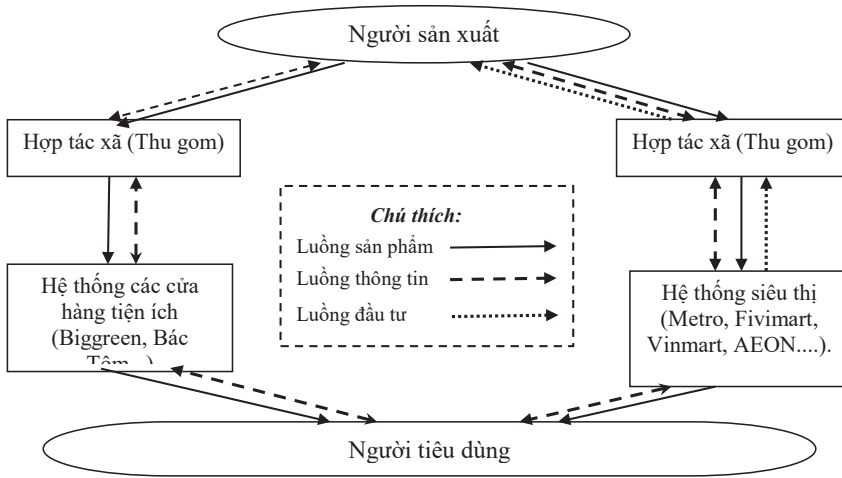 Người sản xuất
Hợp tác xã (Thu gom)
Hợp tác xã (Thu gom)
Chú thích:
Luồng sản phẩm
Luồng thông tin
Luồng đầu tư
Hệ thống các cửa
hàng tiện ích
(Biggreen, Bác
Hệ thống siêu thị
(Metro, Fivimart,
Vinmart, AEON....).
Người tiêu dùng